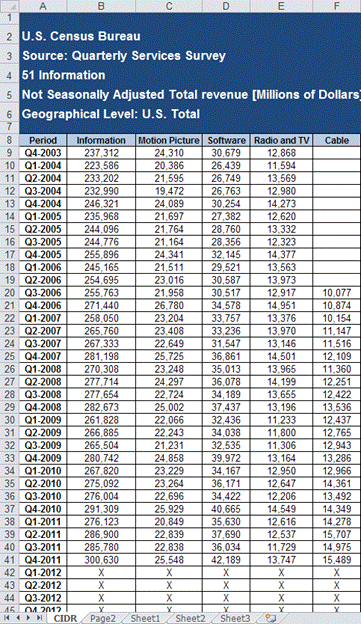 A B C D E F
1
2 U.S. Census Bureau
3 Source: Quarterly Services Survey
4 51 Information
5 Not Seasonally Adjusted Total revenue [Millions of Dollars
6 Geographical Level: U.S. Total
7
8 Period Information Motion Picture Software Radio and TV Cable
9 Q4-2003 237,312 24,310 30,679 12,868
10 Q1-2004 223,586 20,386 26,439 11,594
11 Q2-2004 233,202 21,595 26,749 13,569
12 Q3-2004 232,990 19,472 26,763 12,980
13 Q4-2004 246,321 24,089 30,254 14,273
14 Q1-2005 235,968 21,697 27,382 12,620
15 Q2-2005 244,096 21,764 28,760 13,332
16 Q3-2005 244,776 21,164 28,356 12,323
17 Q4-2005 255,896 24,341 32,145 14,377
18 Q1-2006 245,165 21,511 29,521 13,563
19 Q2-2006 254,695 23,016 30,587 13,973
20 Q3-2006 255,763 21,958 30,517 12,917 10,077
21 Q4-2006 271,440 26,780 34,578 14,951 10,874
22 Q1-2007 258,050 23,204 33,757 13,376 10,154
23 Q2-2007 265,760 23,408 33,236 13,970 11,147
24 Q3-2007 267,333 22,649 31,547 13,146 11,516
25 Q4-2007 281,198 25,725 36,861 14,501 12,109
26 Q1-2008 270,308 23,248 35,013 13,965 11,360
27 Q2-2008 277,714 24,297 36,078 14,199 12,251
28 Q3-2008 277,654 22,724 34,189 13,655 12,422
29 Q4-2008 282,673 25,002 37,437 13,196 13,536
30 Q1-2009 261,828 22,066 32,436 11,233 12,437
31 Q2-2009 266,885 22,243 34,038 11,800 12,765
32 Q3-2009 265,504 21,231 32,535 11,306 12,943
33 Q4-2009 280,742 24,858 39,972 13,164 13,286
34 Q1-2010 267,820 23,229 34,167 12,950 12,966
35 Q2-2010 275,092 23,264 36,171 12,647 14,361
36 Q3-2010 276,004 22,696 34,422 12,206 13,492
37 Q4-2010 291,309 25,929 40,665 14,549 14,349
38 Q1-2011 276,123 20,849 35,630 12,616 14,278
39 Q2-2011 286,900 22,839 37,690 12,537 15,707
40 Q3-2011 285,780 22,838 36,034 11,729 14,975
41 Q4-2011 300,630 25,548 42,189 13,747 15,489
42 Q1-2012 X X X X X
43 Q2-2012 X X X X X
44 Q3-2012 X X X X X
45 Q4-2012 X X X X X
CIDR Page2 Sheet1 Sheet2 Sheet3